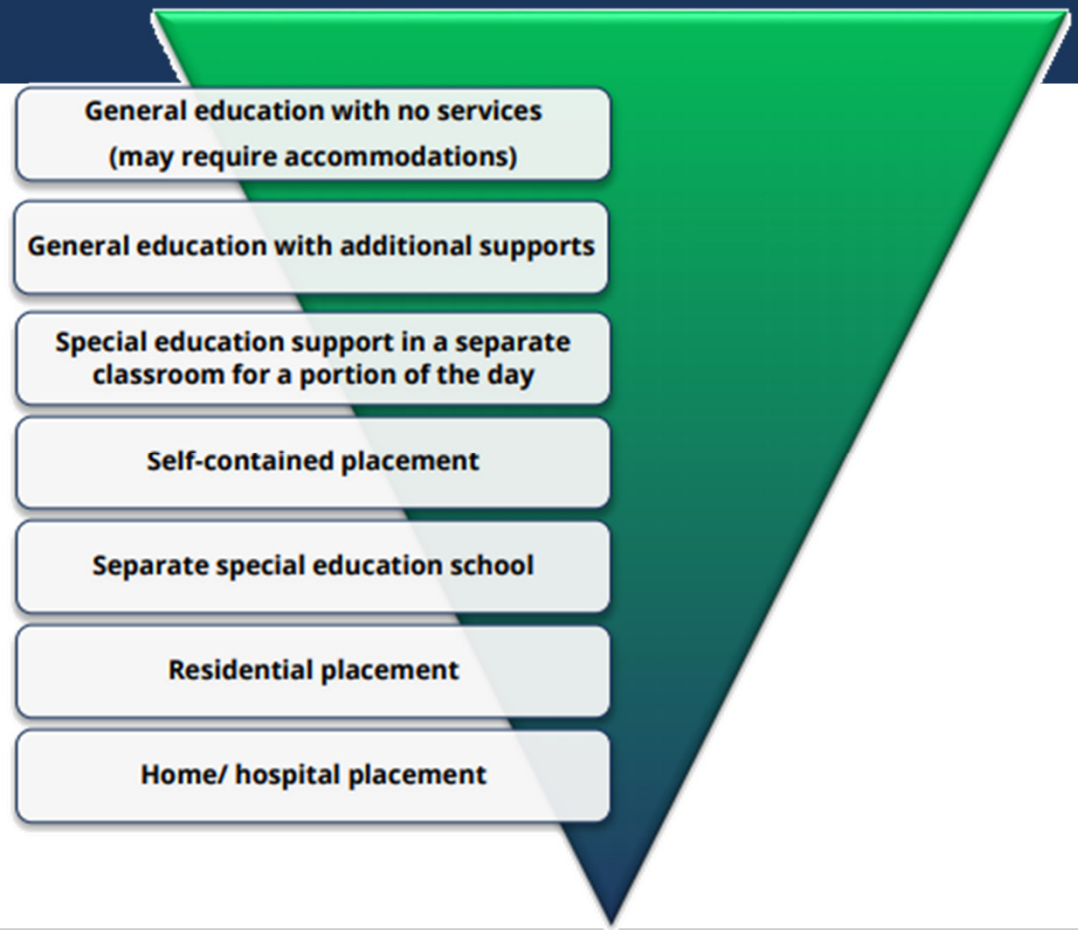 General education with no services
(may require accommodations)
General education with additional supports
Special education support in a separate
classroom for a portion of the day
Self-contained placement
Separate special education school
Residential placement
Home/ hospital placement